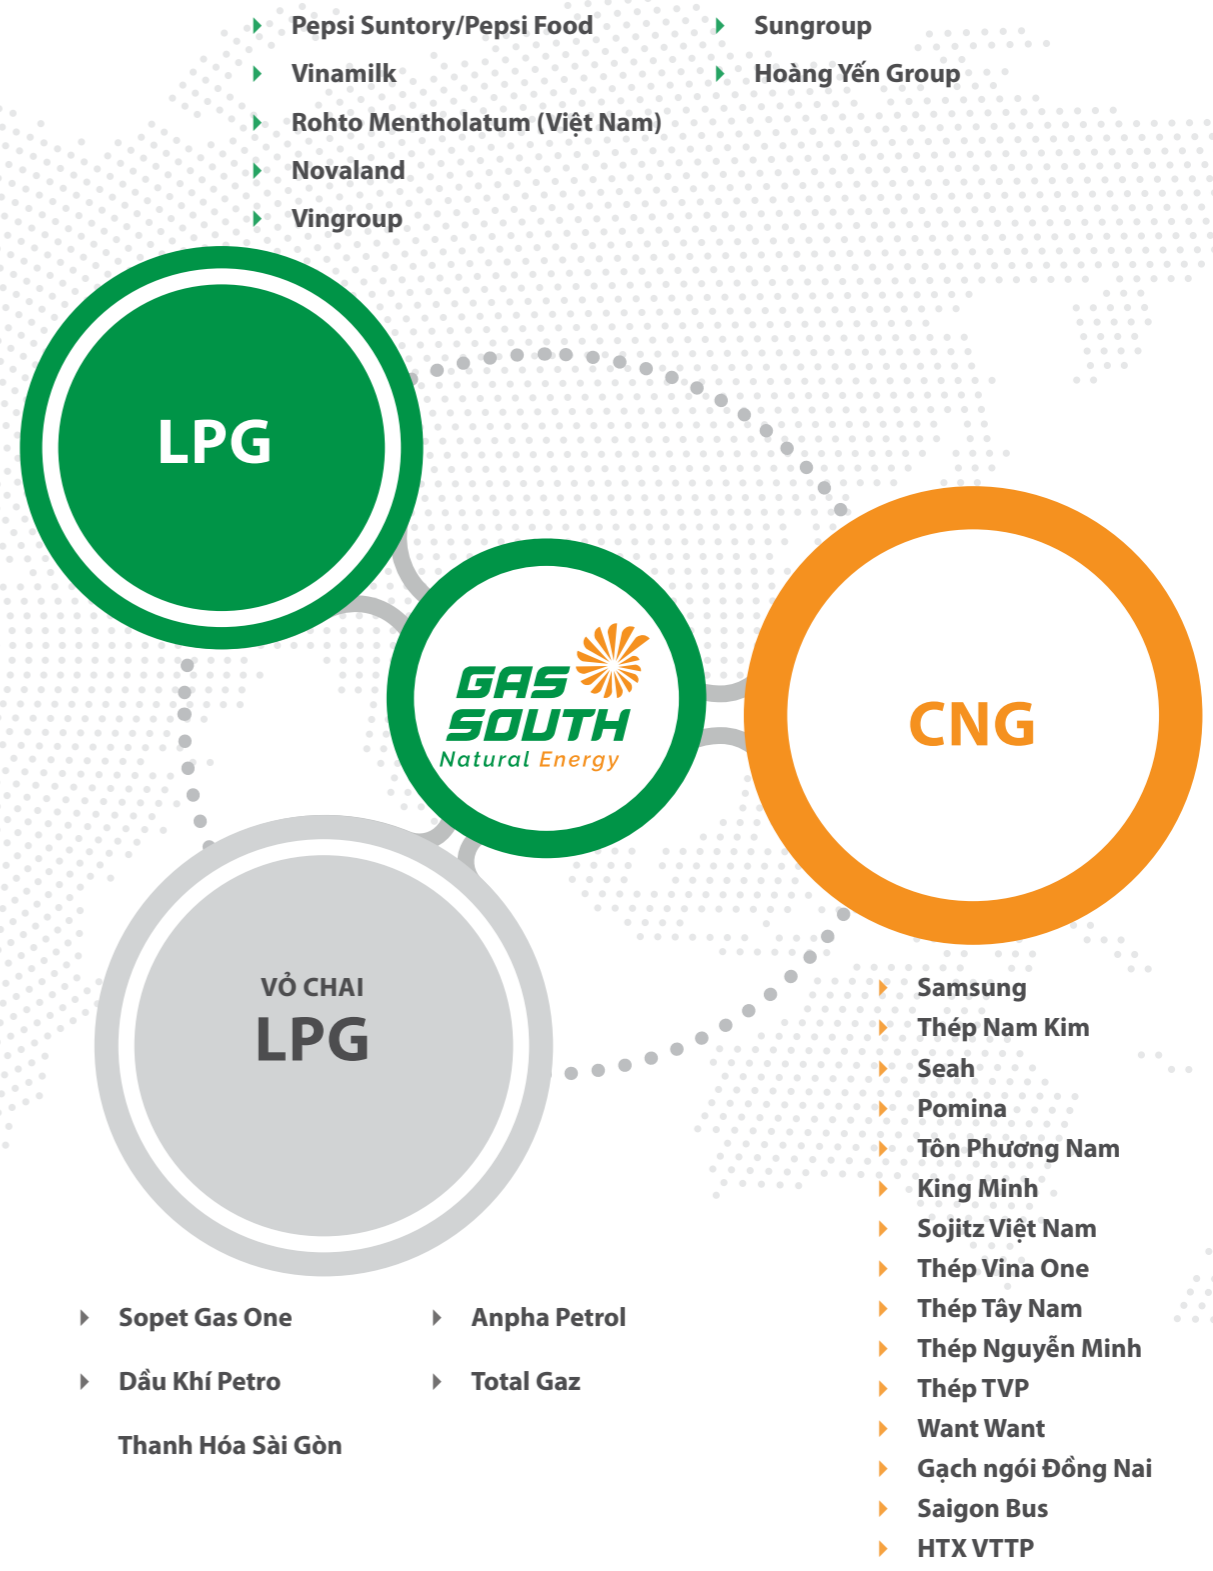 Pepsi Suntory/Pepsi Food
Vinamilk
Rohto Mentholatum (Việt Nam)
Novaland
Vingroup
Sungroup
Hoàng Yến Group
LPG
GAS
SOUTH
Natural Energy
CNG
VỎ CHAI
LPG
Samsung
Thép Nam Kim
Seah
Pomina
Tôn Phương Nam
King Minh
Sojitz Việt Nam
Thép Vina One
Thép Tây Nam
Thép Nguyễn Minh
Thép TVP
Want Want
Gạch ngói Đồng Nai
Saigon Bus
HTX VTTP
Sopet Gas One
Dầu Khí Petro
Thanh Hóa Sài Gòn
Anpha Petrol
Total Gaz